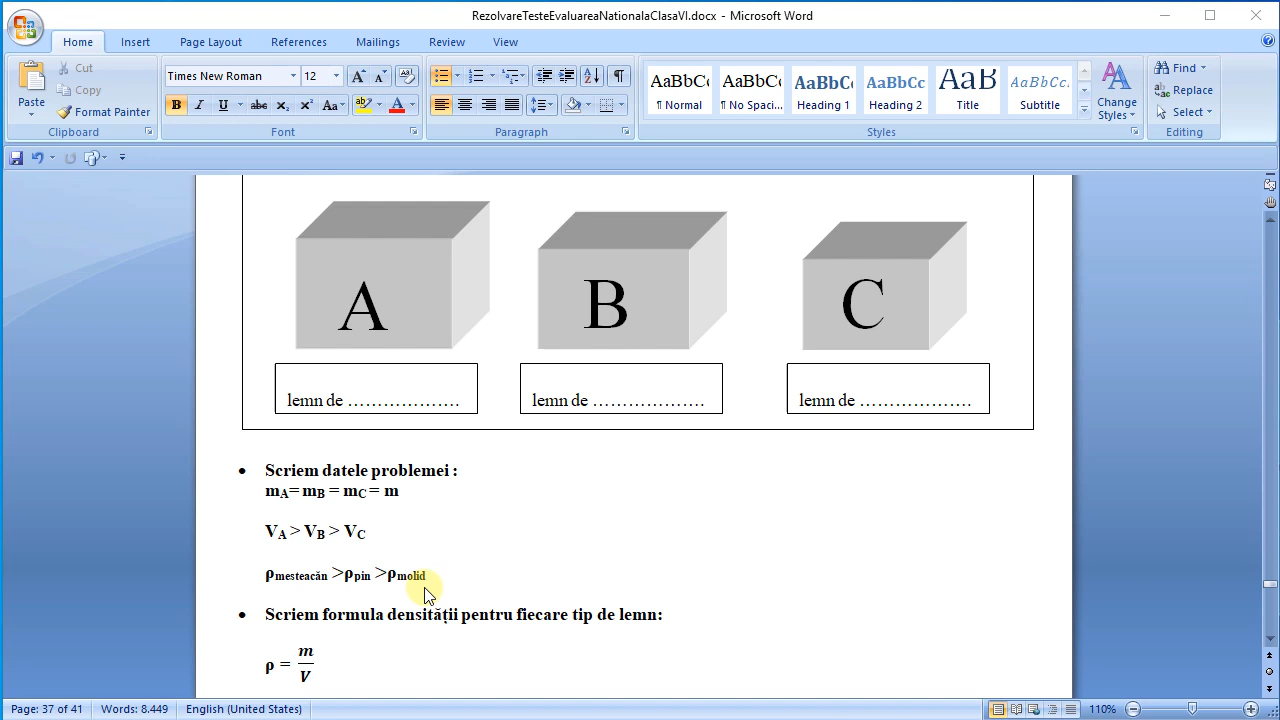 RezolvareTesteEvaluareaNationalaClasaVI.docx - Microsoft Word
Home Insert Page Layout References Mailings Review View
Paste
Cut
Copy
Format Painter
Clipboard
Times New Roman 12
B I U abc X₂ X² Aa
Font
Paragraph
AaBbCc AaBbCc AaBbCc AaBbCc AaB AaBbCc
¶ Normal ¶ No Spaci... Heading 1 Heading 2 Title Subtitle
Change Styles
Styles
Find
Replace
Select
Editing
A B C
lemn de ……………….
lemn de ……………….
lemn de ……………….
• Scriem datele problemei :
mA= mB = mC = m
VA > VB > VC
ρmesteacăn >ρpin >ρmolid
• Scriem formula densității pentru fiecare tip de lemn:
ρ = m/V
Page: 37 of 41 Words: 8.449 English (United States) 110%